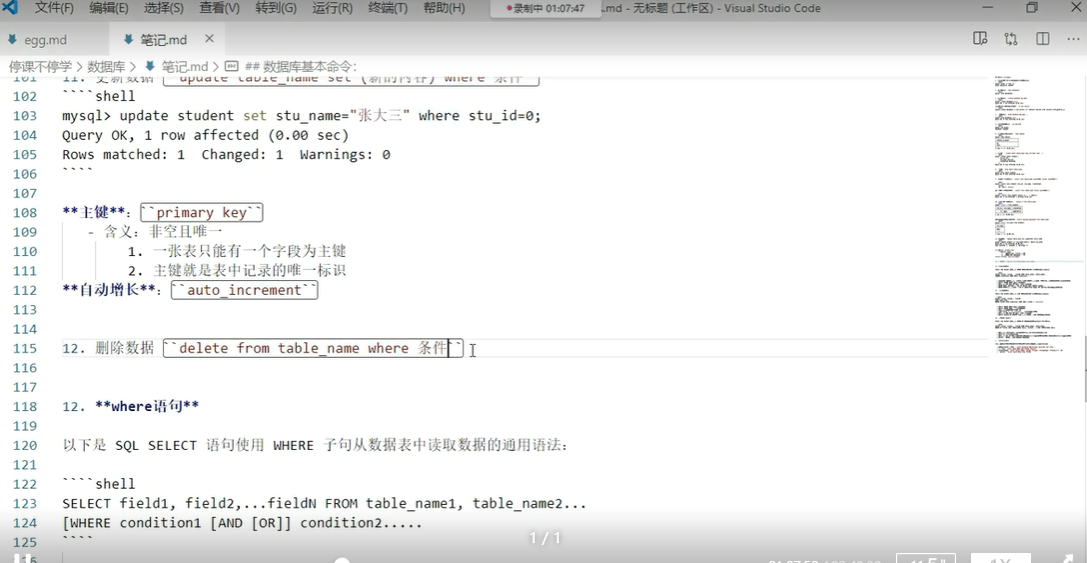 文件(F) 编辑(E) 选择(S) 查看(V) 转到(G) 运行(R) 终端(T) 帮助(H) 录制中 01:07:47 .md - 无标题 (工作区) - Visual Studio Code
egg.md 笔记.md ×
停课不停学 > 数据库 > 笔记.md > ## 数据库基本命令:
101 11. 更新数据 ``update table_name set (新的内容) where 条件``
102 ````shell
103 mysql> update student set stu_name="张大三" where stu_id=0;
104 Query OK, 1 row affected (0.00 sec)
105 Rows matched: 1  Changed: 1  Warnings: 0
106 ````
107
108 **主键**: ``primary key``
109 - 含义: 非空且唯一
110 1. 一张表只能有一个字段为主键
111 2. 主键就是表中记录的唯一标识
112 **自动增长**: ``auto_increment``
113
114
115 12. 删除数据 ``delete from table_name where 条件``
116
117
118 12. **where语句**
119
120 以下是 SQL SELECT 语句使用 WHERE 子句从数据表中读取数据的通用语法:
121
122 ````shell
123 SELECT field1, field2,...fieldN FROM table_name1, table_name2...
124 [WHERE condition1 [AND [OR]] condition2.....
125 ````
1 / 1